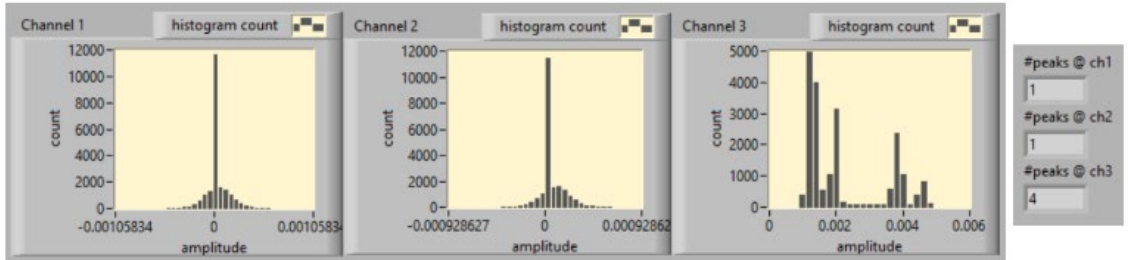 Channel 1
histogram count
12000
10000
8000
6000
4000
2000
0
count
-0.00105834
0
0.00105834
amplitude
Channel 2
histogram count
12000
10000
8000
6000
4000
2000
0
count
-0.000928627
0
0.00092862
amplitude
Channel 3
histogram count
5000
4000
3000
2000
1000
0
count
0
0.002
0.004
0.006
amplitude
#peaks @ ch1
1
#peaks @ ch2
1
#peaks @ ch3
4